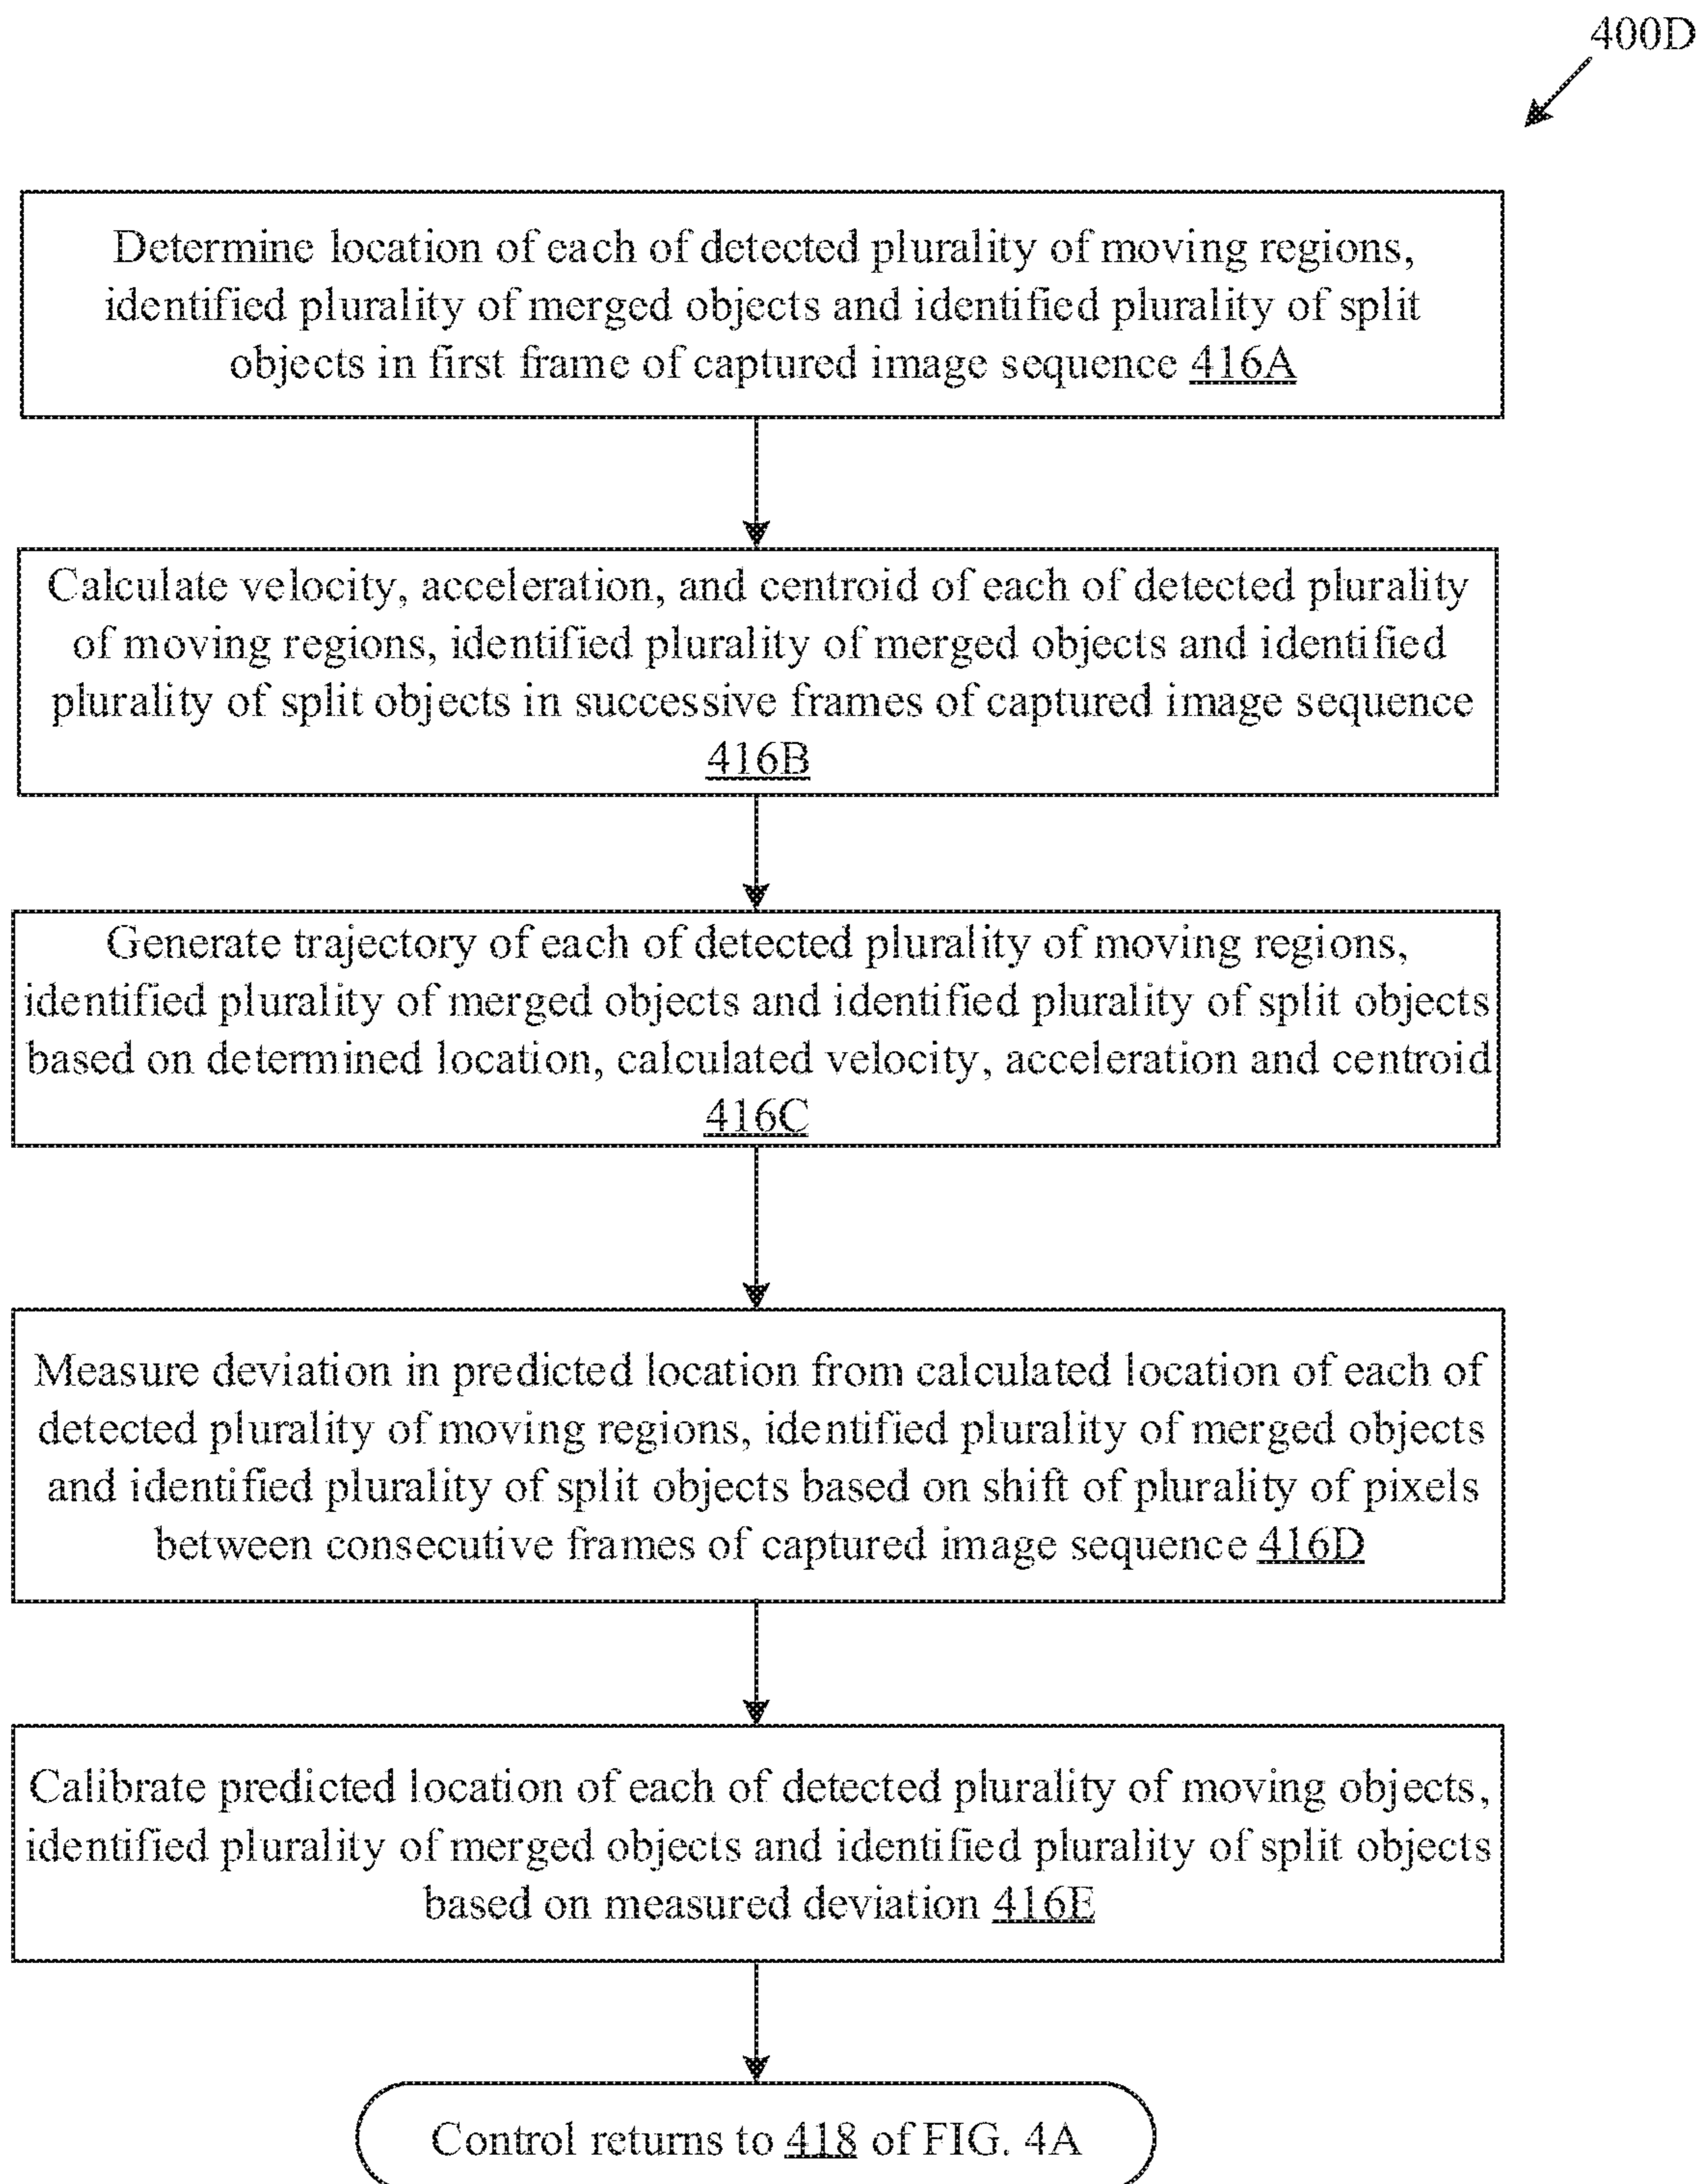 400D
Determine location of each of detected plurality of moving regions,
identified plurality of merged objects and identified plurality of split
objects in first frame of captured image sequence 416A
Calculate velocity, acceleration, and centroid of each of detected plurality
of moving regions, identified plurality of merged objects and identified
plurality of split objects in successive frames of captured image sequence
416B
Generate trajectory of each of detected plurality of moving regions,
identified plurality of merged objects and identified plurality of split objects
based on determined location, calculated velocity, acceleration and centroid
416C
Measure deviation in predicted location from calculated location of each of
detected plurality of moving regions, identified plurality of merged objects
and identified plurality of split objects based on shift of plurality of pixels
between consecutive frames of captured image sequence 416D
Calibrate predicted location of each of detected plurality of moving objects,
identified plurality of merged objects and identified plurality of split objects
based on measured deviation 416E
Control returns to 418 of FIG. 4A